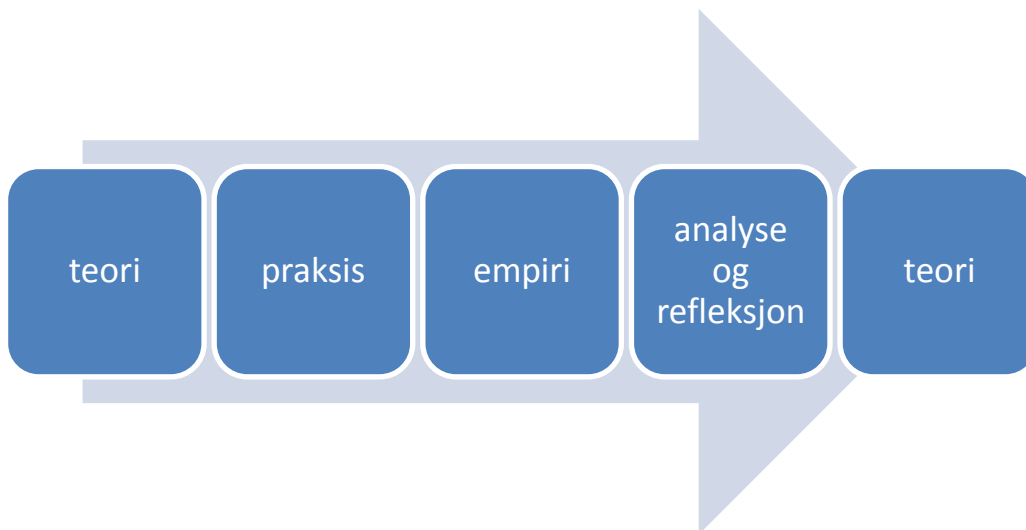 teori
praksis
empiri
analyse
og
refleksjon
teori